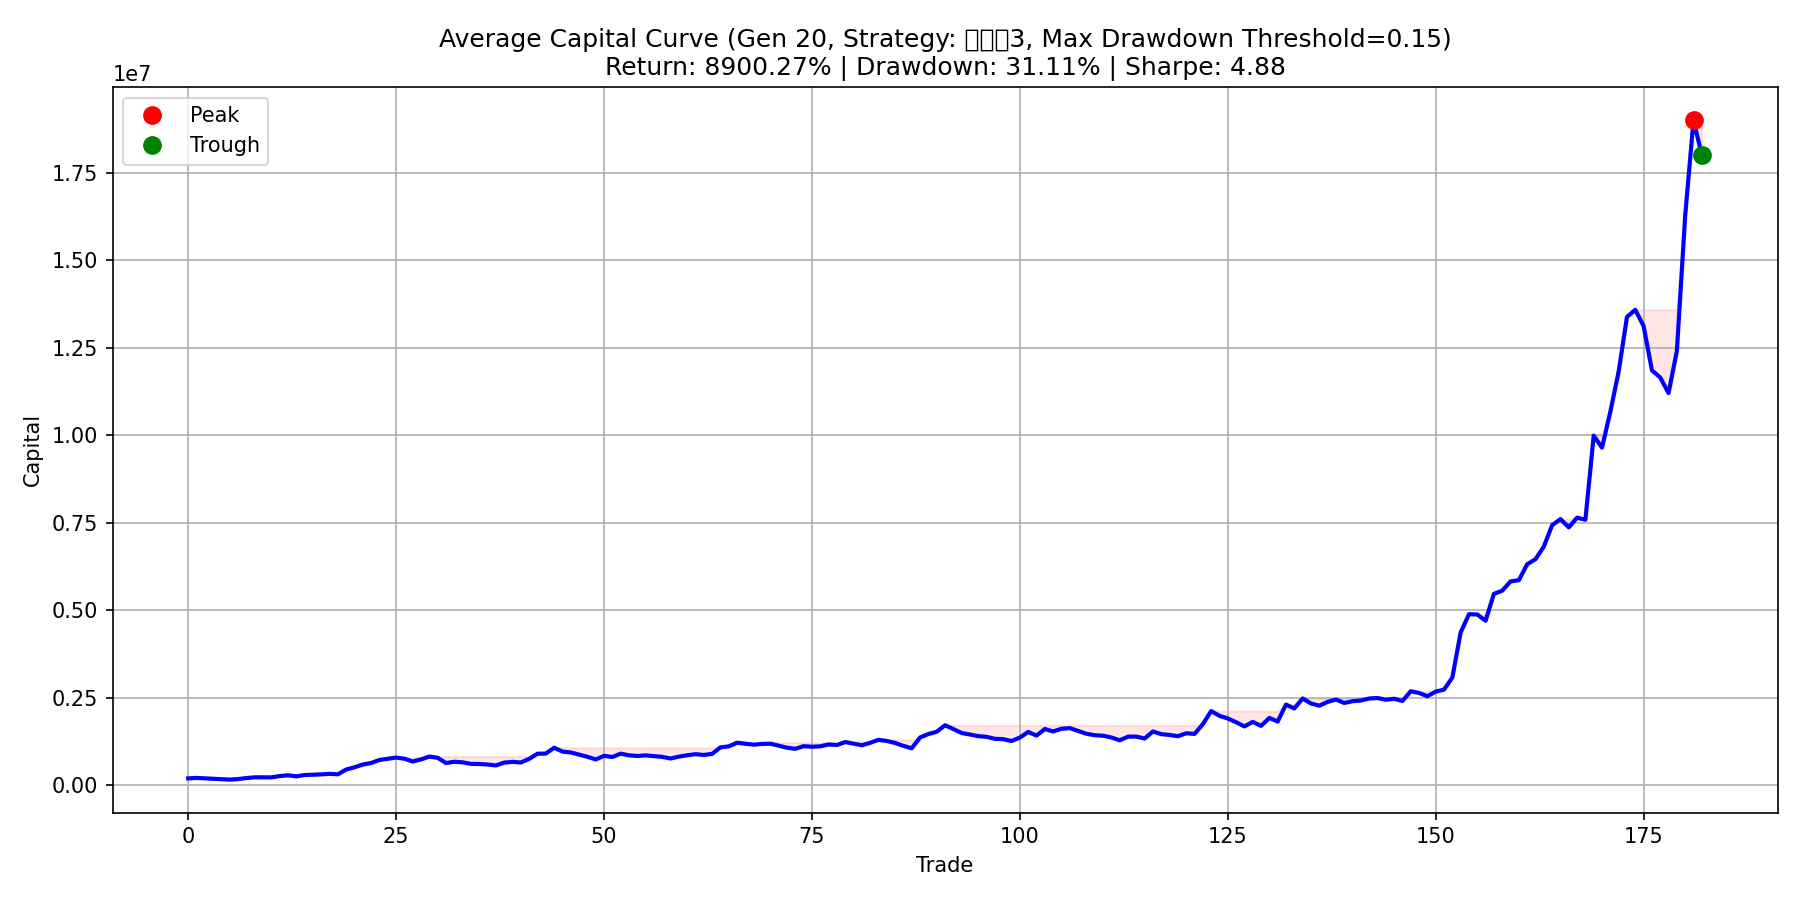 Average Capital Curve (Gen 20, Strategy: 3, Max Drawdown Threshold=0.15)
Return: 8900.27% | Drawdown: 31.11% | Sharpe: 4.88
1e7
Peak
Trough
1.75
1.50
1.25
1.00
0.75
0.50
0.25
0.00
Capital
0 25 50 75 100 125 150 175
Trade